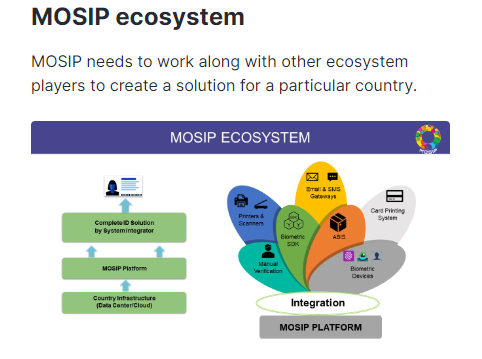 MOSIP ecosystem
MOSIP needs to work along with other ecosystem
players to create a solution for a particular country.
MOSIP ECOSYSTEM
MOSIP
Complete ID Solution
by System Integrator
MOSIP Platform
Country Infrastructure
(Data Center/Cloud)
Email & SMS
Gateways
Printers &
Scanners
Card Printing
System
Biometric
SDK
ABIS
Manual
Verification
Biometric
Devices
Integration
MOSIP PLATFORM